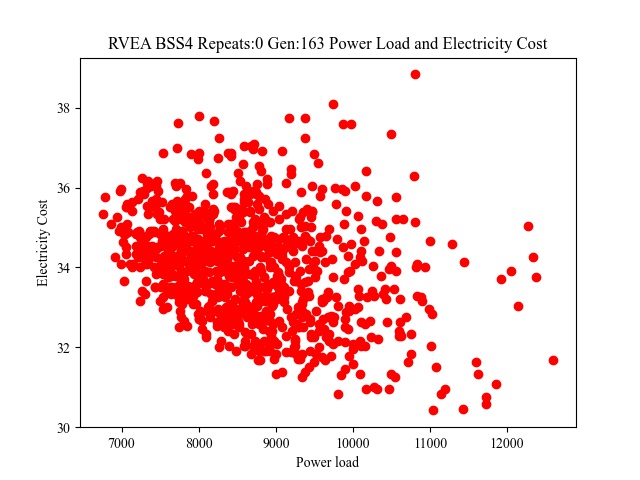 RVEA BSS4 Repeats:0 Gen:163 Power Load and Electricity Cost
38
36
34
32
30
Electricity Cost
7000 8000 9000 10000 11000 12000
Power load